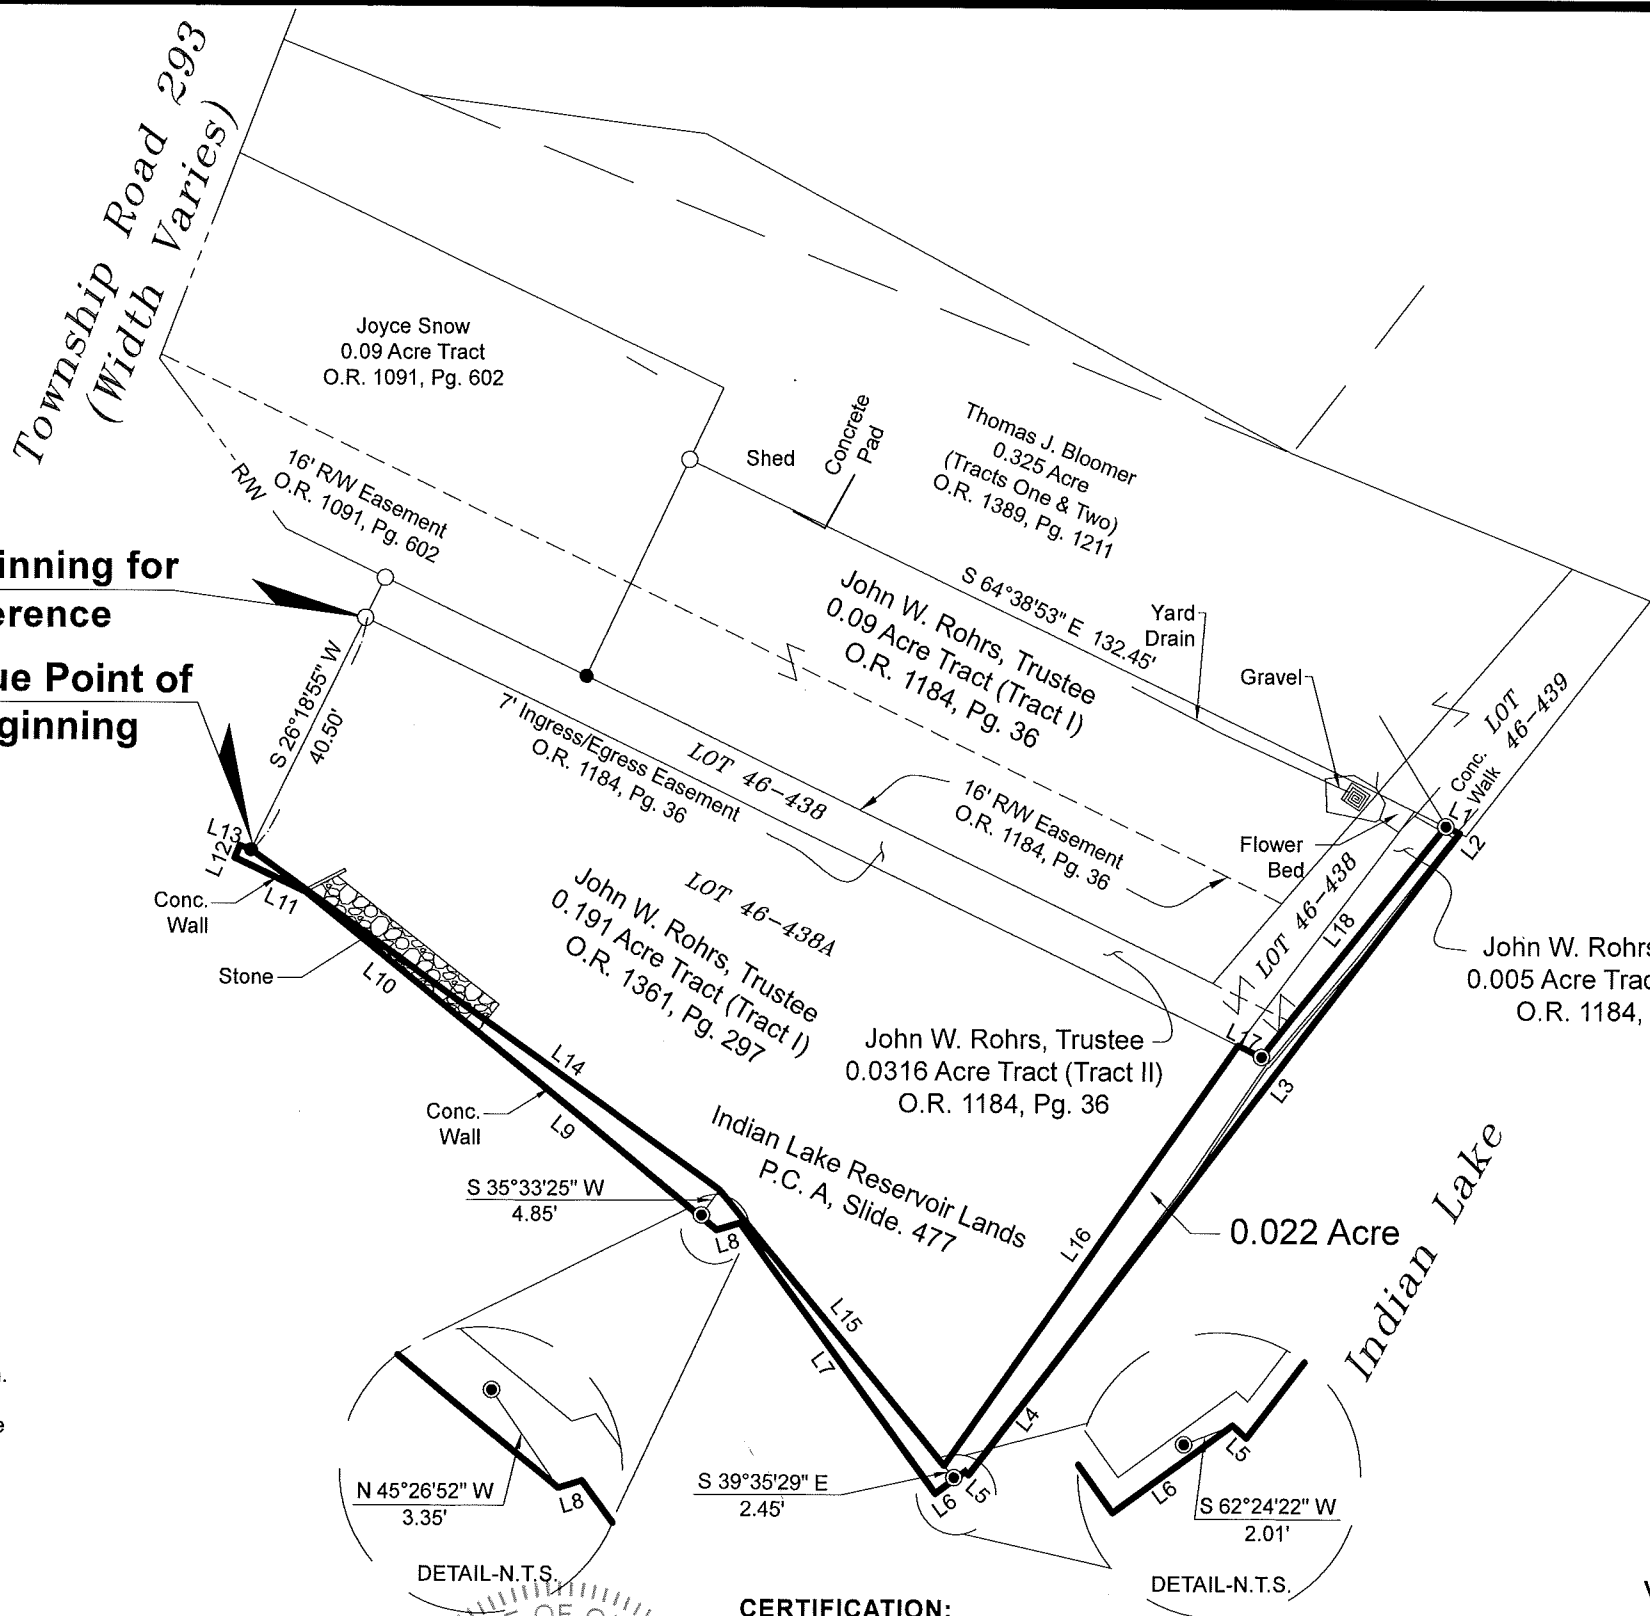 Township Road 293
(Width Varies)
Joyce Snow
0.09 Acre Tract
O.R. 1091, Pg. 602
16' R/W Easement
O.R. 1091, Pg. 602
R/W
Shed
Concrete
Pad
Thomas J. Bloomer
0.325 Acre
(Tracts One & Two)
O.R. 1389, Pg. 1211
inning for
erence
ue Point of
ginning
S 26°18'55" W
40.50'
S 64°38'53" E 132.45'
John W. Rohrs, Trustee
0.09 Acre Tract (Tract I)
O.R. 1184, Pg. 36
Yard
Drain
Gravel
LOT
46-439
Conc.
Walk
L1
L2
Flower
Bed
7' Ingress/Egress Easement
O.R. 1184, Pg. 36
LOT 46-438
16' R/W Easement
O.R. 1184, Pg. 36
LOT 46-438
L18
John W. Rohrs
0.005 Acre Trac
O.R. 1184,
L13
L12
L11
Conc.
Wall
Stone
L10
LOT 46-438A
John W. Rohrs, Trustee
0.191 Acre Tract (Tract I)
O.R. 1361, Pg. 297
John W. Rohrs, Trustee
0.0316 Acre Tract (Tract II)
O.R. 1184, Pg. 36
L17
L3
L14
Conc.
Wall
L9
Indian Lake Reservoir Lands
P.C. A, Slide. 477
S 35°33'25" W
4.85'
L8
L16
0.022 Acre
Indian Lake
L15
L7
L4
N 45°26'52" W
3.35'
L8
DETAIL-N.T.S.
S 39°35'29" E
2.45'
L6
L5
L6
L5
S 62°24'22" W
2.01'
DETAIL-N.T.S.
CERTIFICATION: